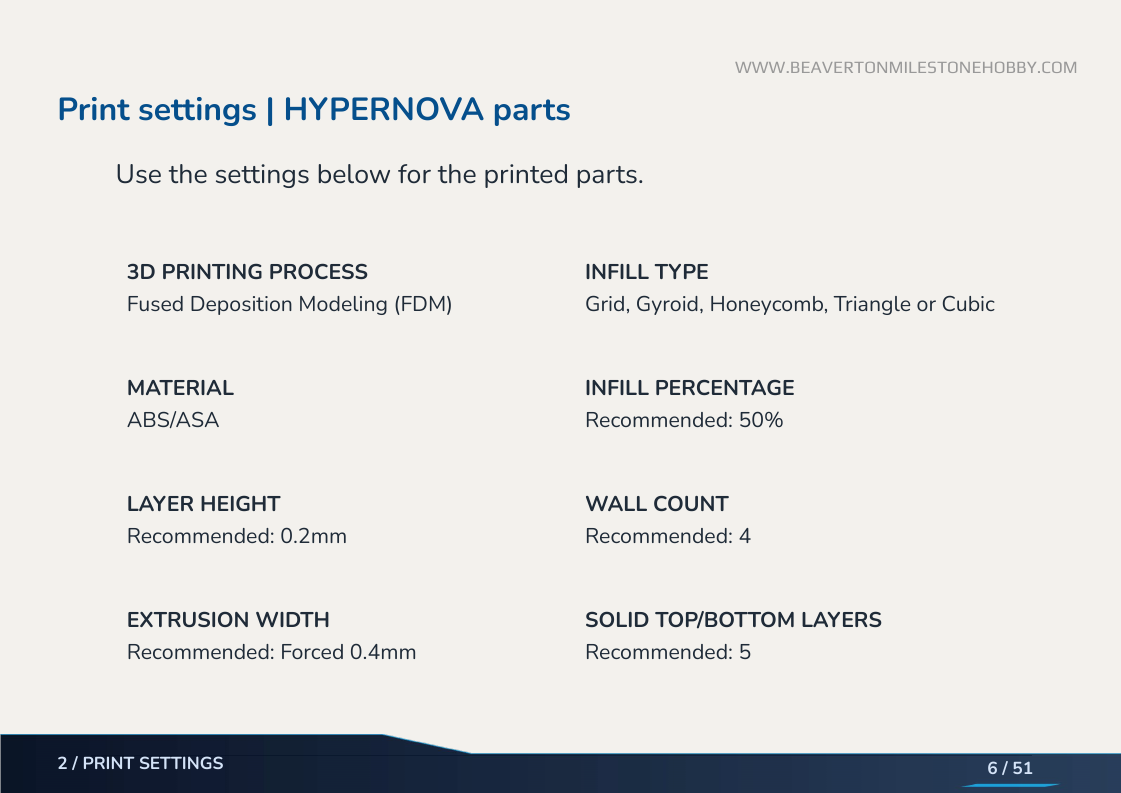 WWW.BEAVERTONMILESTONEHOBBY.COM
Print settings | HYPERNOVA parts
Use the settings below for the printed parts.
3D PRINTING PROCESS
Fused Deposition Modeling (FDM)
MATERIAL
ABS/ASA
LAYER HEIGHT
Recommended: 0.2mm
EXTRUSION WIDTH
Recommended: Forced 0.4mm
INFILL TYPE
Grid, Gyroid, Honeycomb, Triangle or Cubic
INFILL PERCENTAGE
Recommended: 50%
WALL COUNT
Recommended: 4
SOLID TOP/BOTTOM LAYERS
Recommended: 5
2 / PRINT SETTINGS
6 / 51